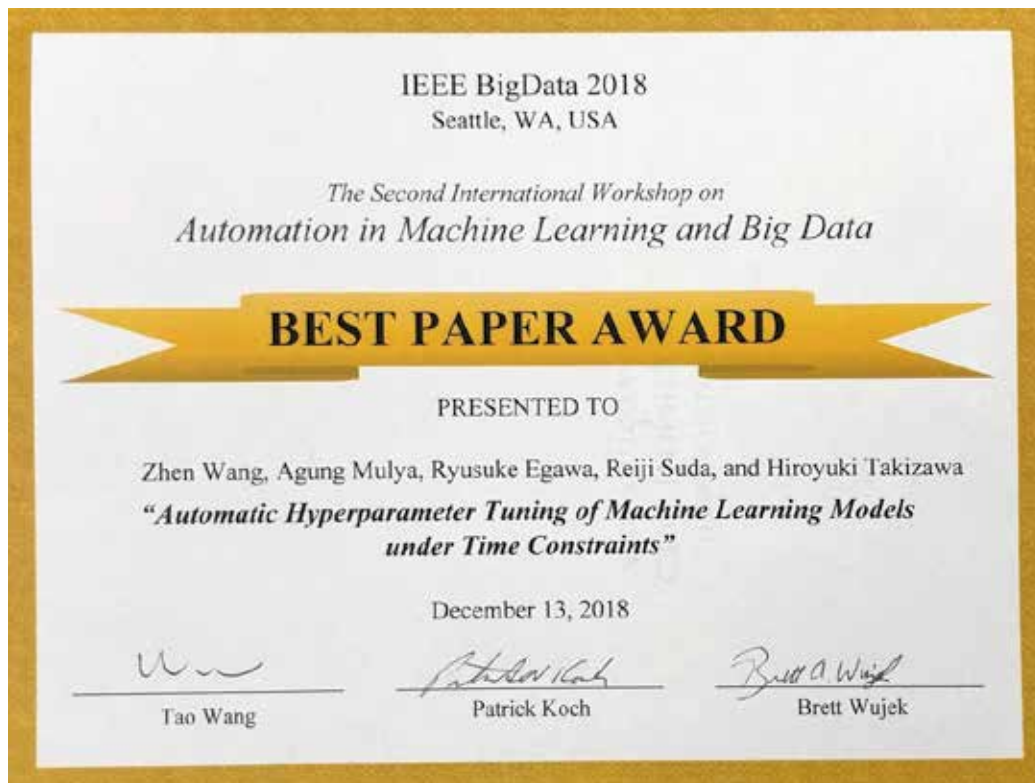 IEEE BigData 2018
Seattle, WA, USA
The Second International Workshop on
Automation in Machine Learning and Big Data
BEST PAPER AWARD
PRESENTED TO
Zhen Wang, Agung Mulya, Ryusuke Egawa, Reiji Suda, and Hiroyuki Takizawa
“Automatic Hyperparameter Tuning of Machine Learning Models
under Time Constraints”
December 13, 2018
Tao Wang
Patrick Koch
Brett Wujek